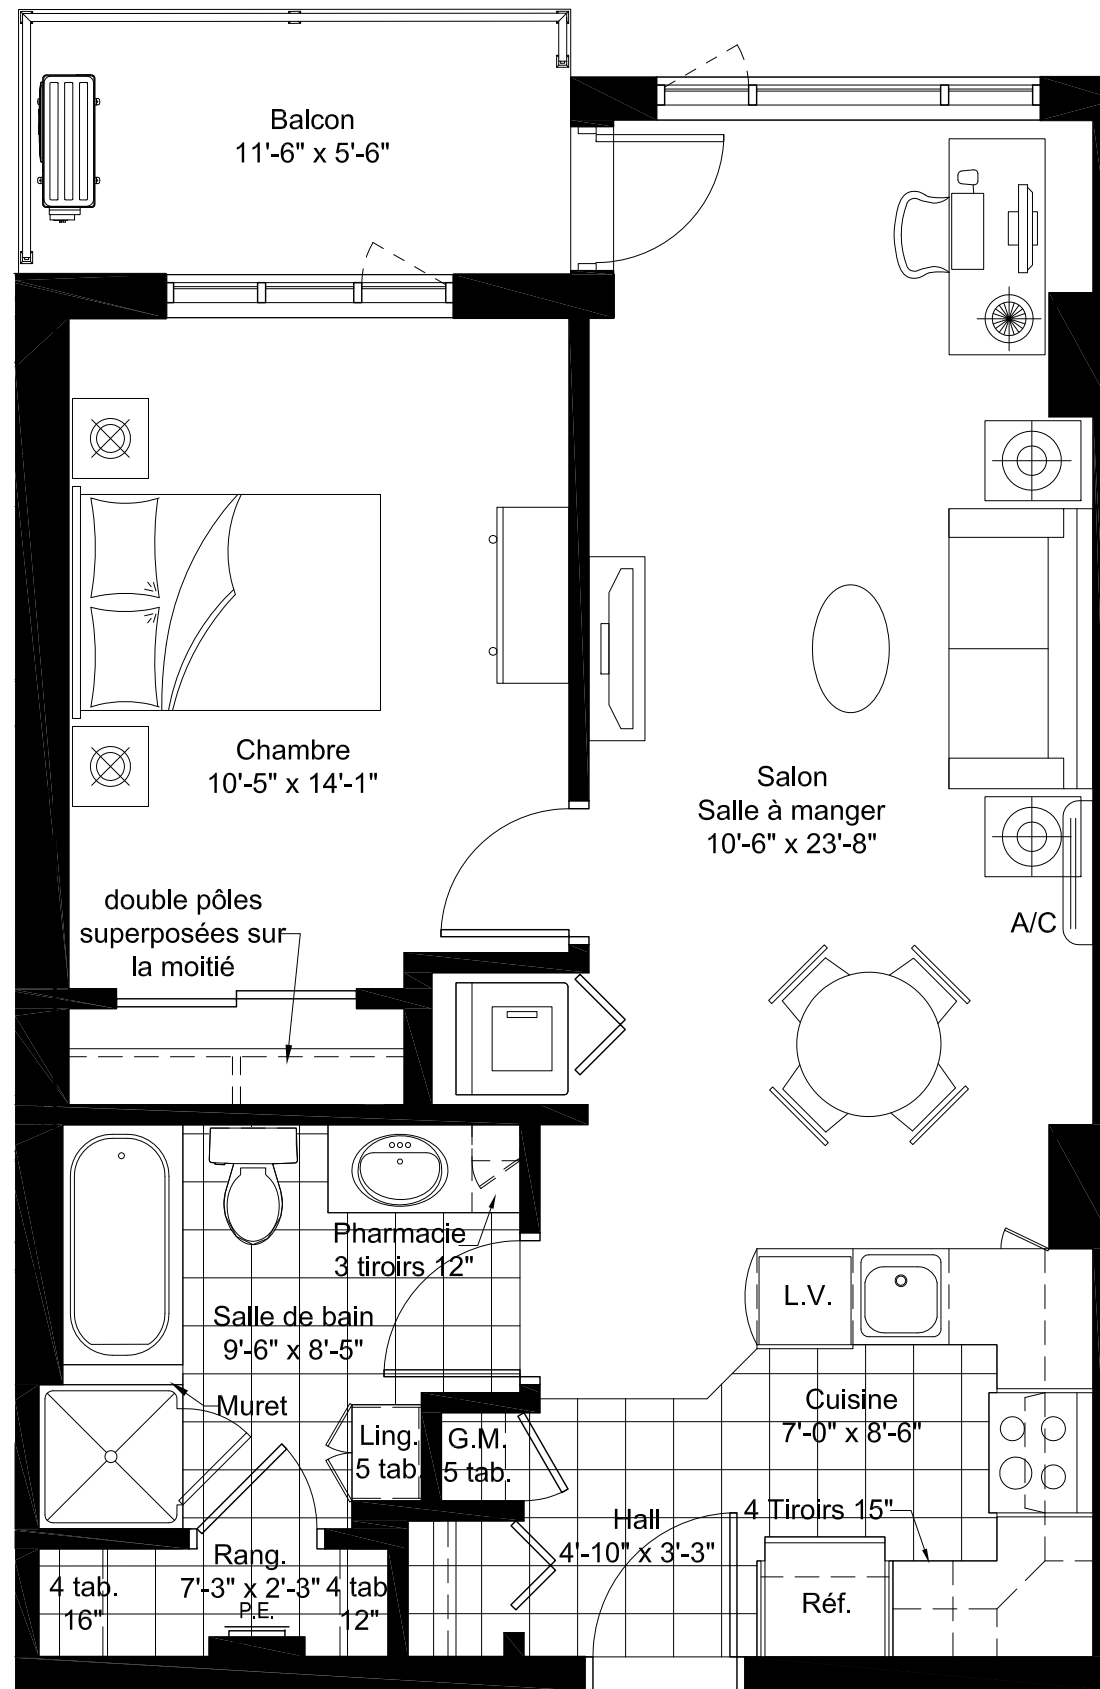 Balcon
11'-6" x 5'-6"
Chambre
10'-5" x 14'-1"
Salon
Salle à manger
10'-6" x 23'-8"
double pôles
superposées sur
la moitié
A/C
Pharmacie
3 tiroirs 12"
Salle de bain
9'-6" x 8'-5"
L.V.
Muret
Cuisine
7'-0" x 8'-6"
Ling.
5 tab.
G.M.
5 tab.
4 Tiroirs 15"
Hall
4'-10" x 3'-3"
Rang.
7'-3" x 2'-3"
P.E.
4 tab.
16"
4 tab
12"
Réf.